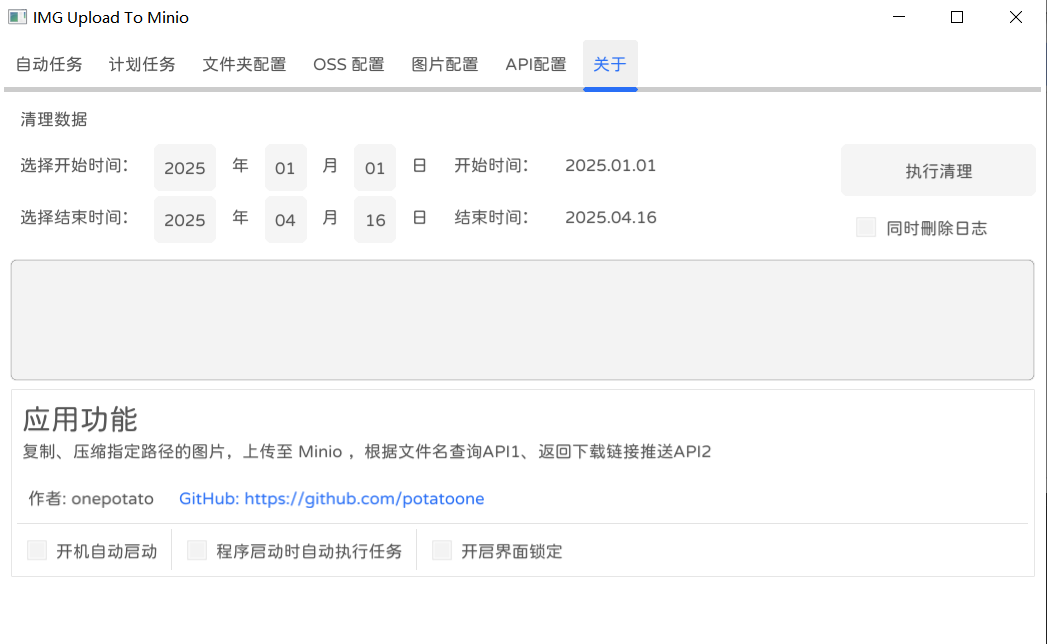 IMG Upload To Minio
自动任务 计划任务 文件夹配置 OSS 配置 图片配置 API配置 关于
清理数据
选择开始时间： 2025 年 01 月 01 日 开始时间： 2025.01.01 执行清理
选择结束时间： 2025 年 04 月 16 日 结束时间： 2025.04.16
同时删除日志
应用功能
复制、压缩指定路径的图片，上传至 Minio ，根据文件名查询API1、返回下载链接推送API2
作者: onepotato GitHub: https://github.com/potatoone
开机自动启动 程序启动时自动执行任务 开启界面锁定